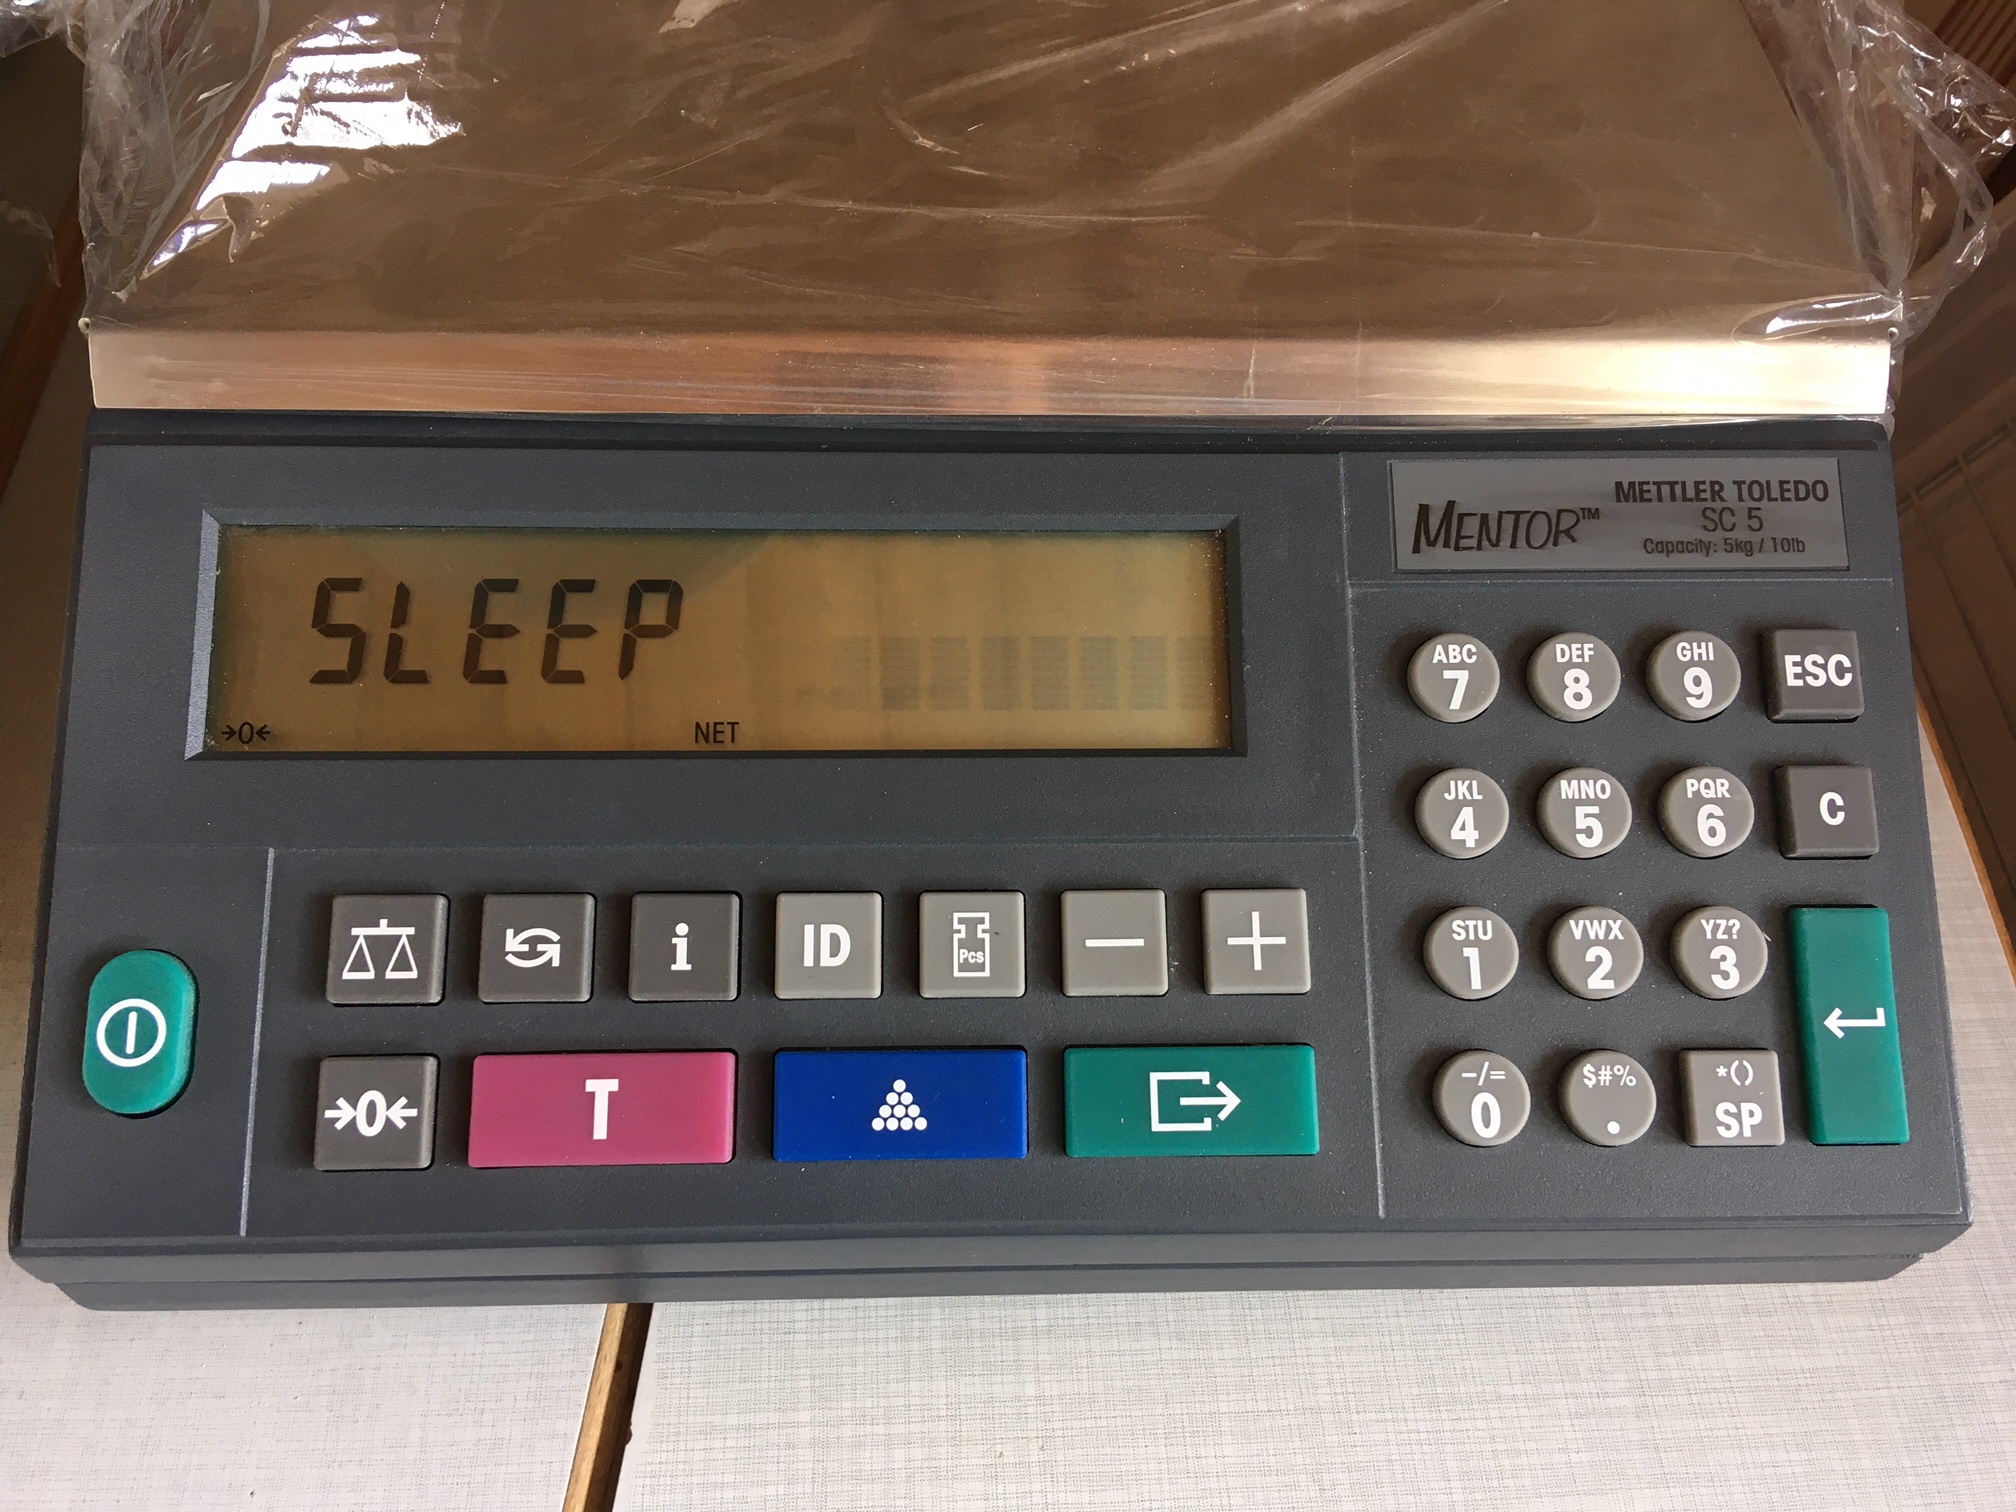 METTLER TOLEDO
MENTOR™ SC 5
Capacity: 5kg / 10lb
SLEEP
→0← NET
ABC DEF GHI
7 8 9 ESC
JKL MNO PQR
4 5 6 C
i ID Pcs − +
STU VWX YZ?
1 2 3
→0← T
−/= $#% *()
0 . SP